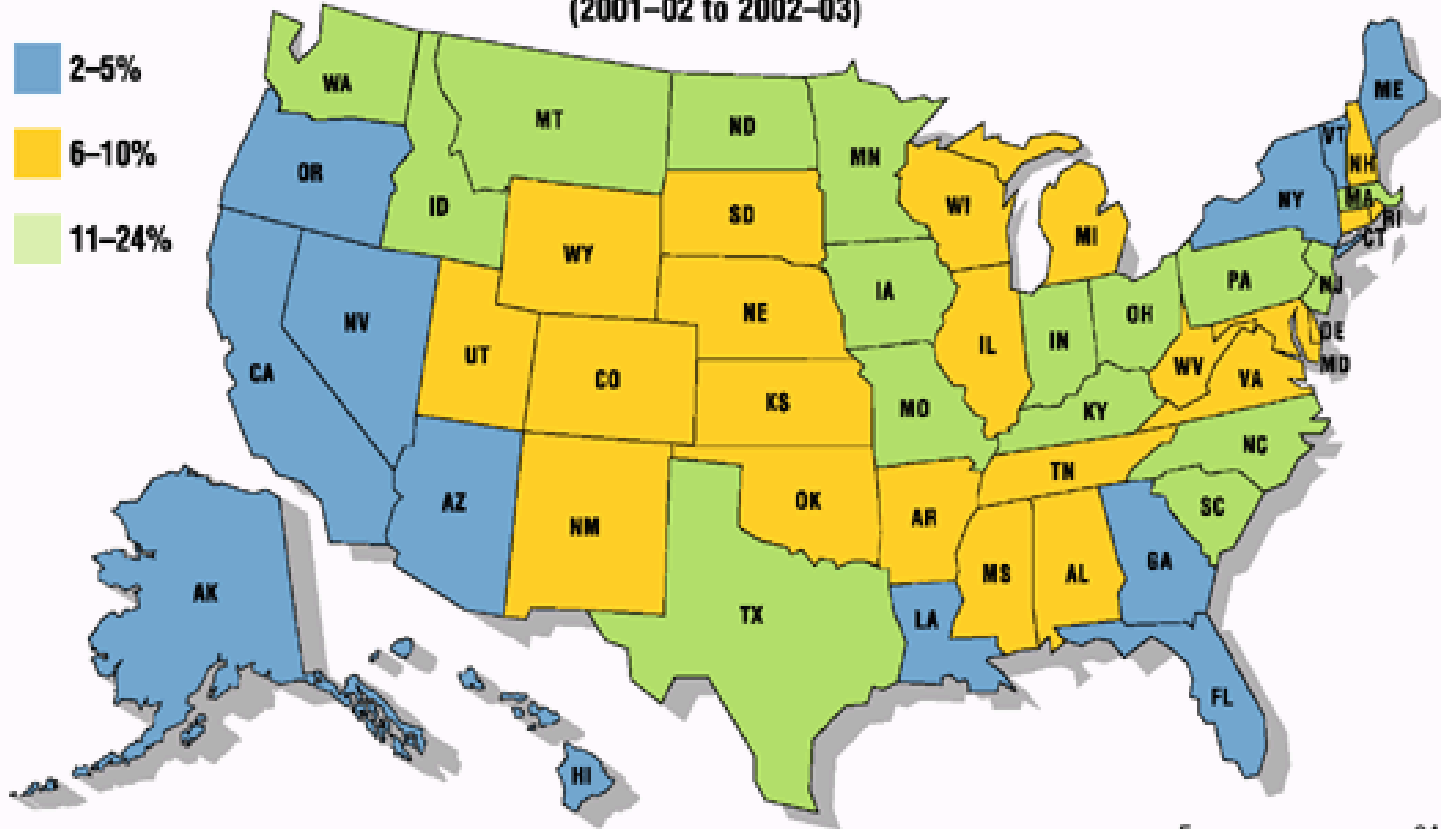 (2001–02 to 2002–03)
2–5%
6–10%
11–24%
WA
MT
ND
MN
ME
VT
NH
OR
ID
SD
WI
NY
MA
RI
CT
MI
WY
IA
PA
NJ
NE
OH
NV
UT
IL
IN
DE
CA
CO
WV
MD
VA
KS
MO
KY
NC
TN
AZ
NM
OK
AR
SC
AK
MS
AL
GA
TX
LA
FL
HI